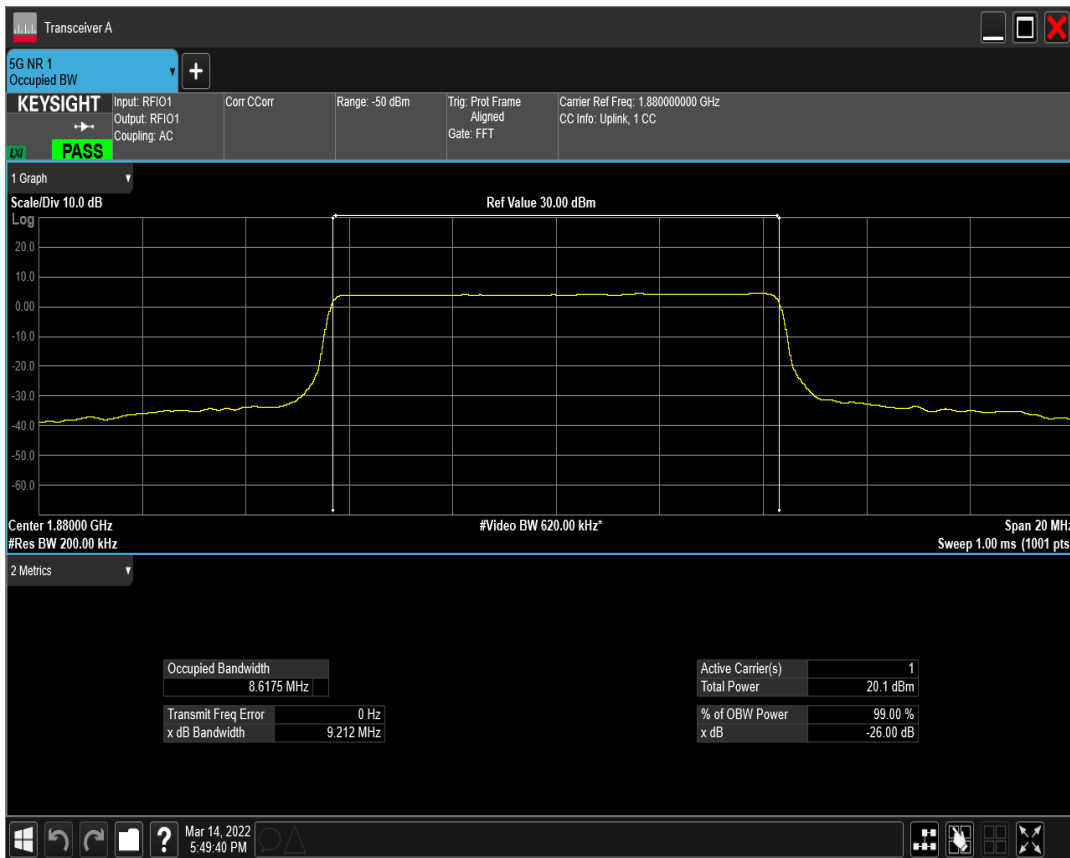 Transceiver A
5G NR 1
Occupied BW
KEYSIGHT
LXI
PASS
Input: RFIO1
Output: RFIO1
Coupling: AC
Corr CCorr
Range: -50 dBm
Trig: Prot Frame
Aligned
Gate: FFT
Carrier Ref Freq: 1.880000000 GHz
CC Info: Uplink, 1 CC
1 Graph
Scale/Div 10.0 dB
Ref Value 30.00 dBm
Log
20.0
10.0
0.00
-10.0
-20.0
-30.0
-40.0
-50.0
-60.0
Center 1.88000 GHz
#Video BW 620.00 kHz*
Span 20 MHz
#Res BW 200.00 kHz
Sweep 1.00 ms (1001 pts
2 Metrics
Occupied Bandwidth
8.6175 MHz
Transmit Freq Error 0 Hz
x dB Bandwidth 9.212 MHz
Active Carrier(s) 1
Total Power 20.1 dBm
% of OBW Power 99.00 %
x dB -26.00 dB
?
Mar 14, 2022
5:49:40 PM